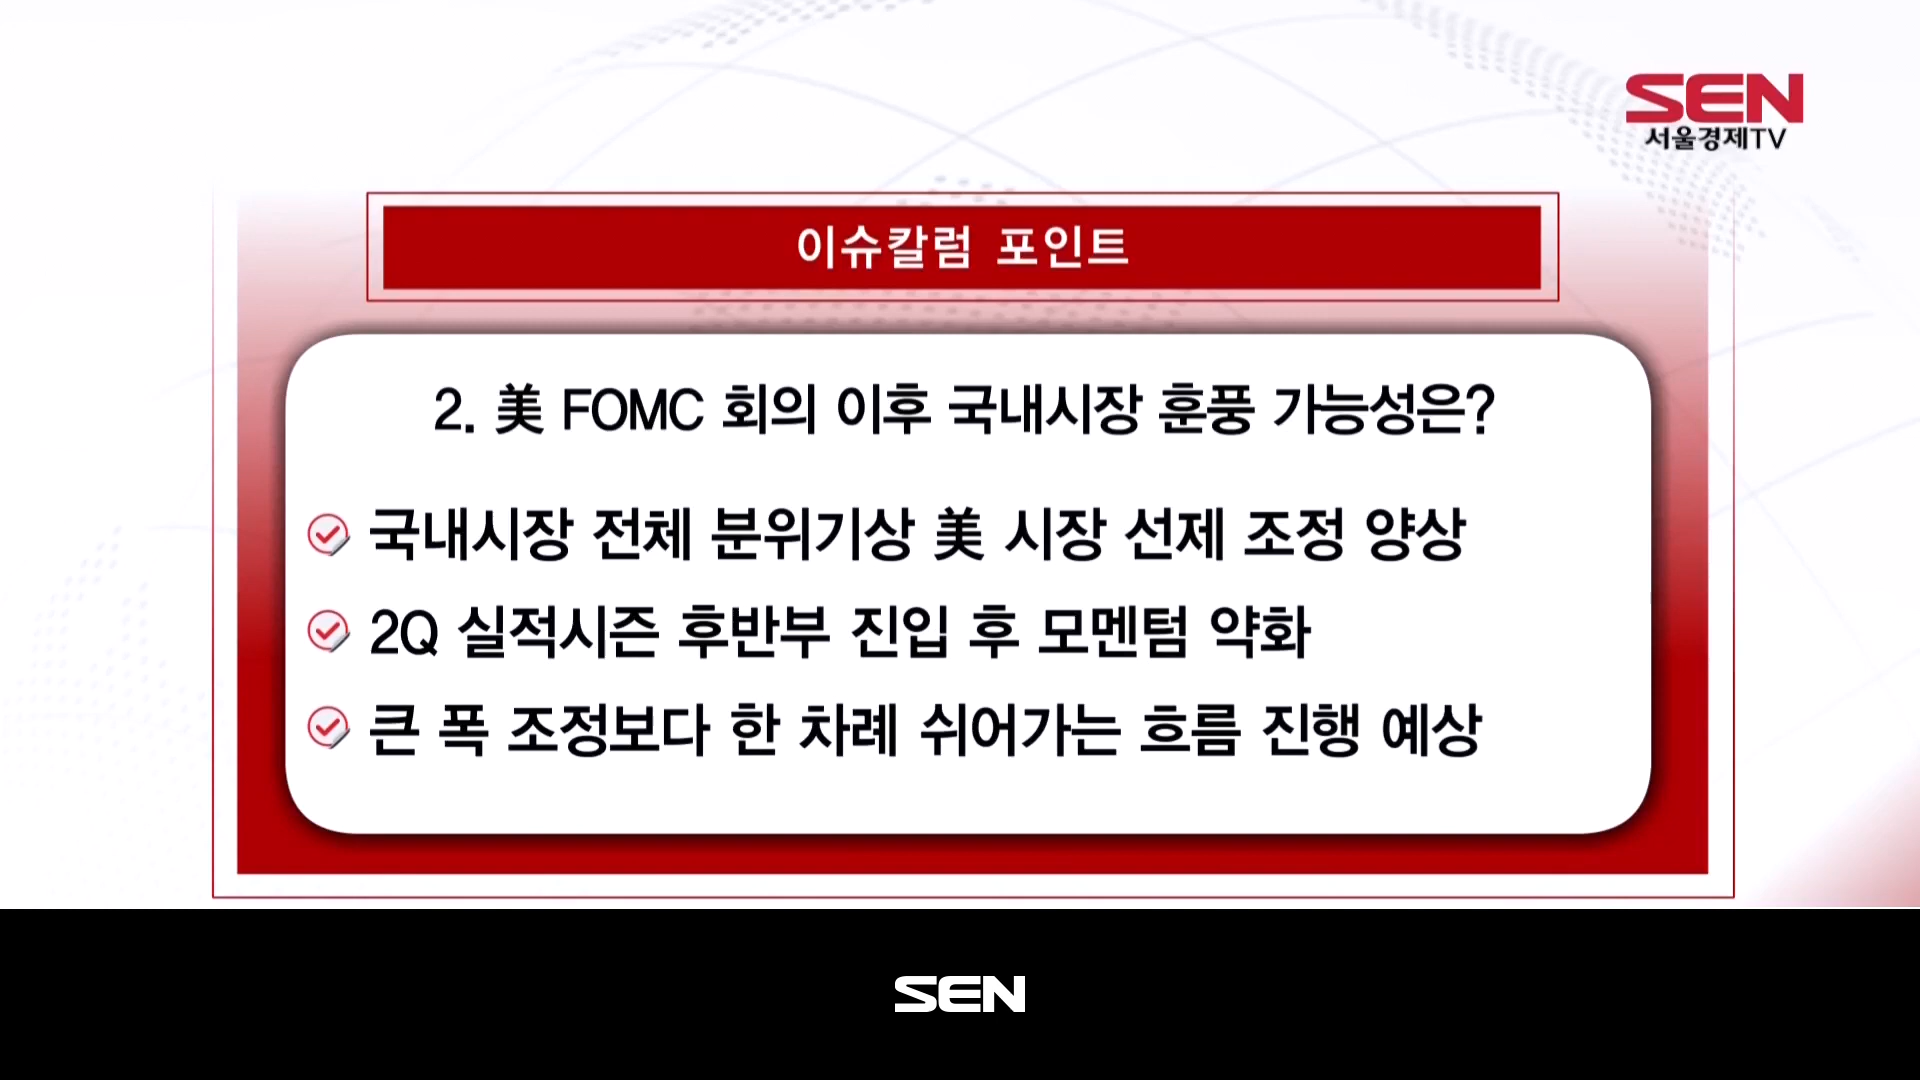 SEN
서울경제TV
이슈칼럼 포인트
2. 美 FOMC 회의 이후 국내시장 훈풍 가능성은?
국내시장 전체 분위기상 美 시장 선제 조정 양상
2Q 실적시즌 후반부 진입 후 모멘텀 약화
큰 폭 조정보다 한 차례 쉬어가는 흐름 진행 예상
SEN